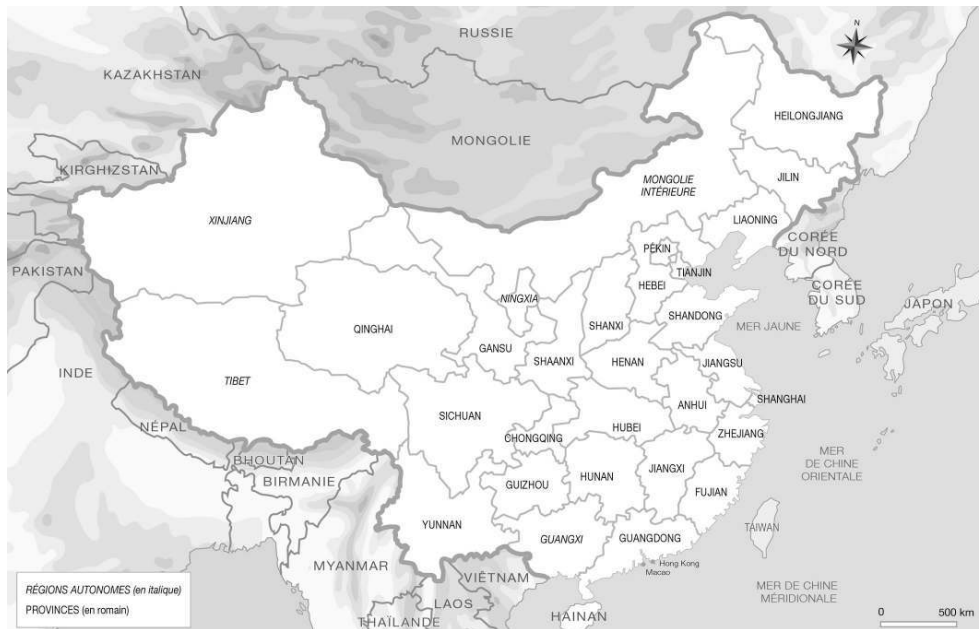 RUSSIE
N
KAZAKHSTAN
HEILONGJIANG
MONGOLIE
KIRGHIZSTAN
MONGOLIE
INTÉRIEURE
JILIN
XINJIANG
LIAONING
CORÉE
DU NORD
PÉKIN
PAKISTAN
TIANJIN
HEBEI
CORÉE
DU SUD
NINGXIA
JAPON
SHANDONG
SHANXI
MER JAUNE
QINGHAI
GANSU
SHAANXI
HENAN
JIANGSU
INDE
TIBET
SHANGHAI
ANHUI
SICHUAN
NÉPAL
HUBEI
ZHEJIANG
CHONGQING
MER
DE CHINE
ORIENTALE
BHOUTAN
BIRMANIE
GUIZHOU
HUNAN
JIANGXI
FUJIAN
YUNNAN
GUANGXI
GUANGDONG
TAIWAN
Hong Kong
Macao
MYANMAR
VIÊTNAM
RÉGIONS AUTONOMES (en italique)
PROVINCES (en romain)
LAOS
THAÏLANDE
HAINAN
MER DE CHINE
MÉRIDIONALE
0 500 km